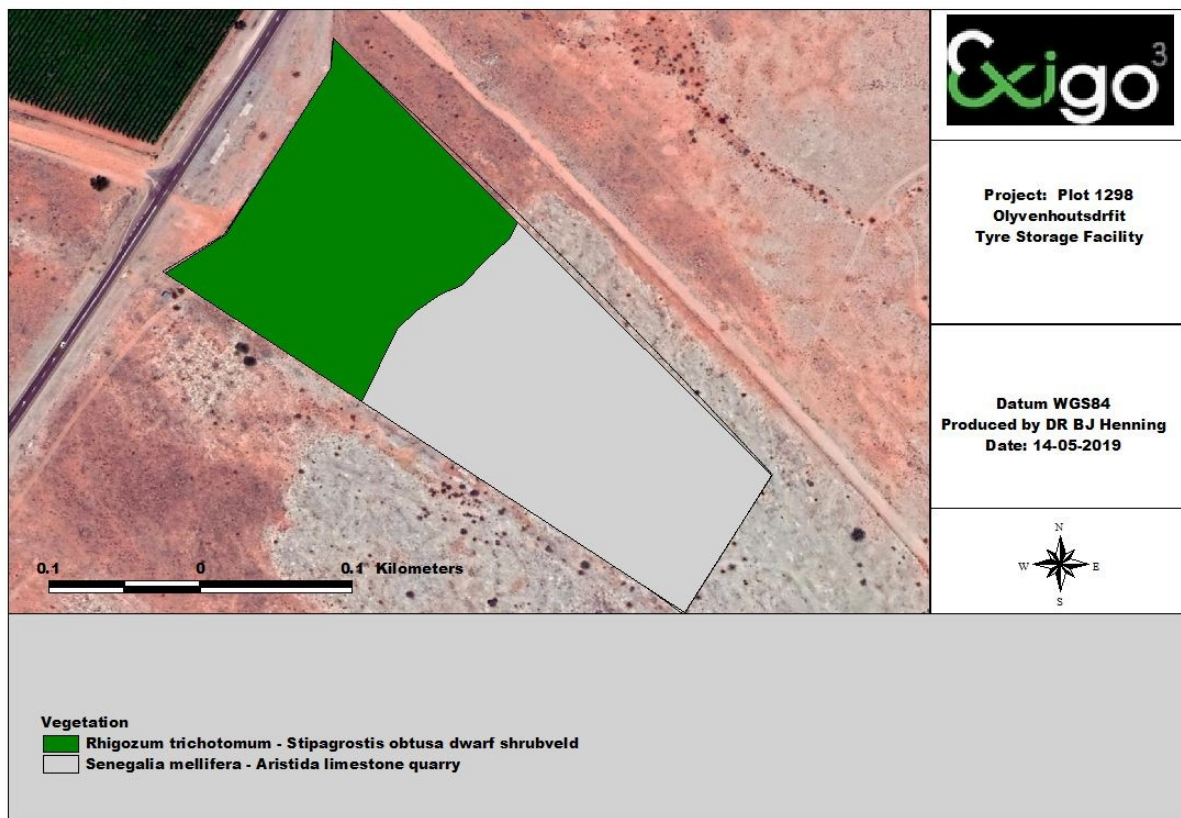 Exigo³
Project: Plot 1298
Olyvenhoutsdrfit
Tyre Storage Facility
Datum WGS84
Produced by DR BJ Henning
Date: 14-05-2019
N
W E
S
0.1 0 0.1 Kilometers
Vegetation
Rhigozum trichotomum - Stipagrostis obtusa dwarf shrubveld
Senegalia mellifera - Aristida limestone quarry